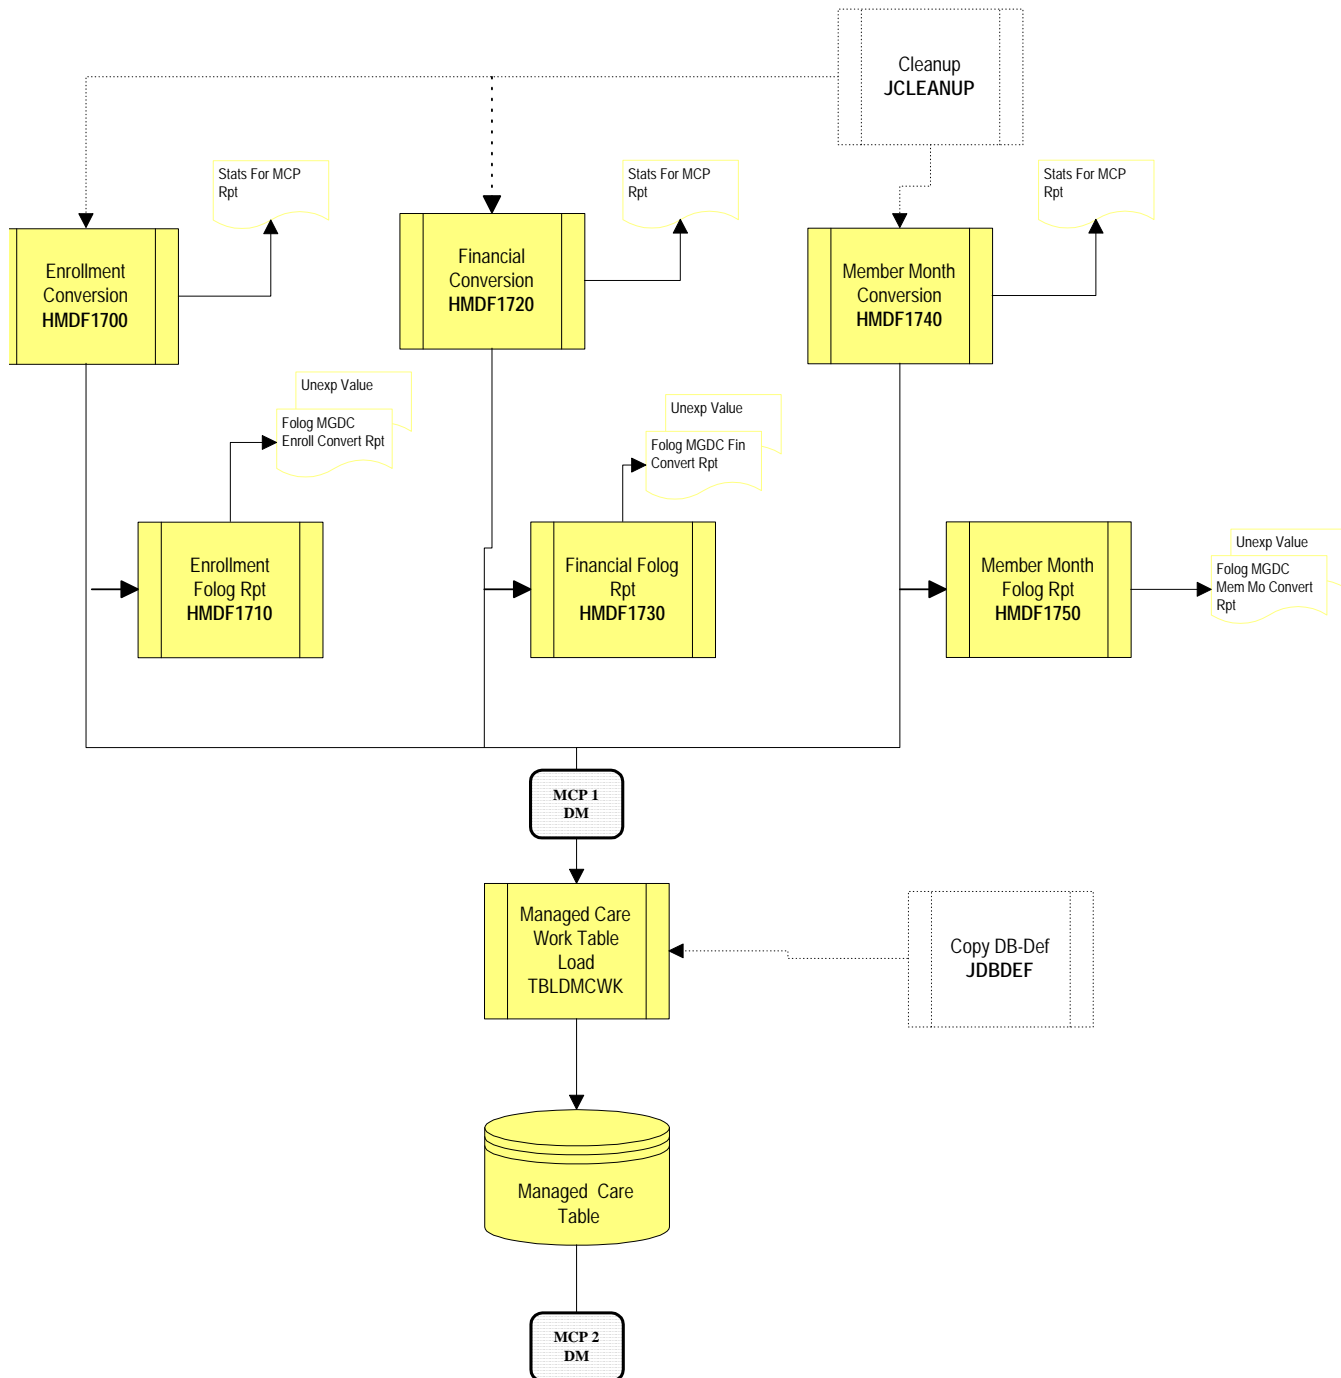 Cleanup
JCLEANUP
Stats For MCP
Rpt
Stats For MCP
Rpt
Stats For MCP
Rpt
Enrollment
Conversion
HMDF1700
Financial
Conversion
HMDF1720
Member Month
Conversion
HMDF1740
Unexp Value
Folog MGDC
Enroll Convert Rpt
Unexp Value
Folog MGDC Fin
Convert Rpt
Enrollment
Folog Rpt
HMDF1710
Financial Folog
Rpt
HMDF1730
Member Month
Folog Rpt
HMDF1750
Unexp Value
Folog MGDC
Mem Mo Convert
Rpt
MCP 1
DM
Managed Care
Work Table
Load
TBLDMCWK
Copy DB-Def
JDBDEF
Managed Care
Table
MCP 2
DM